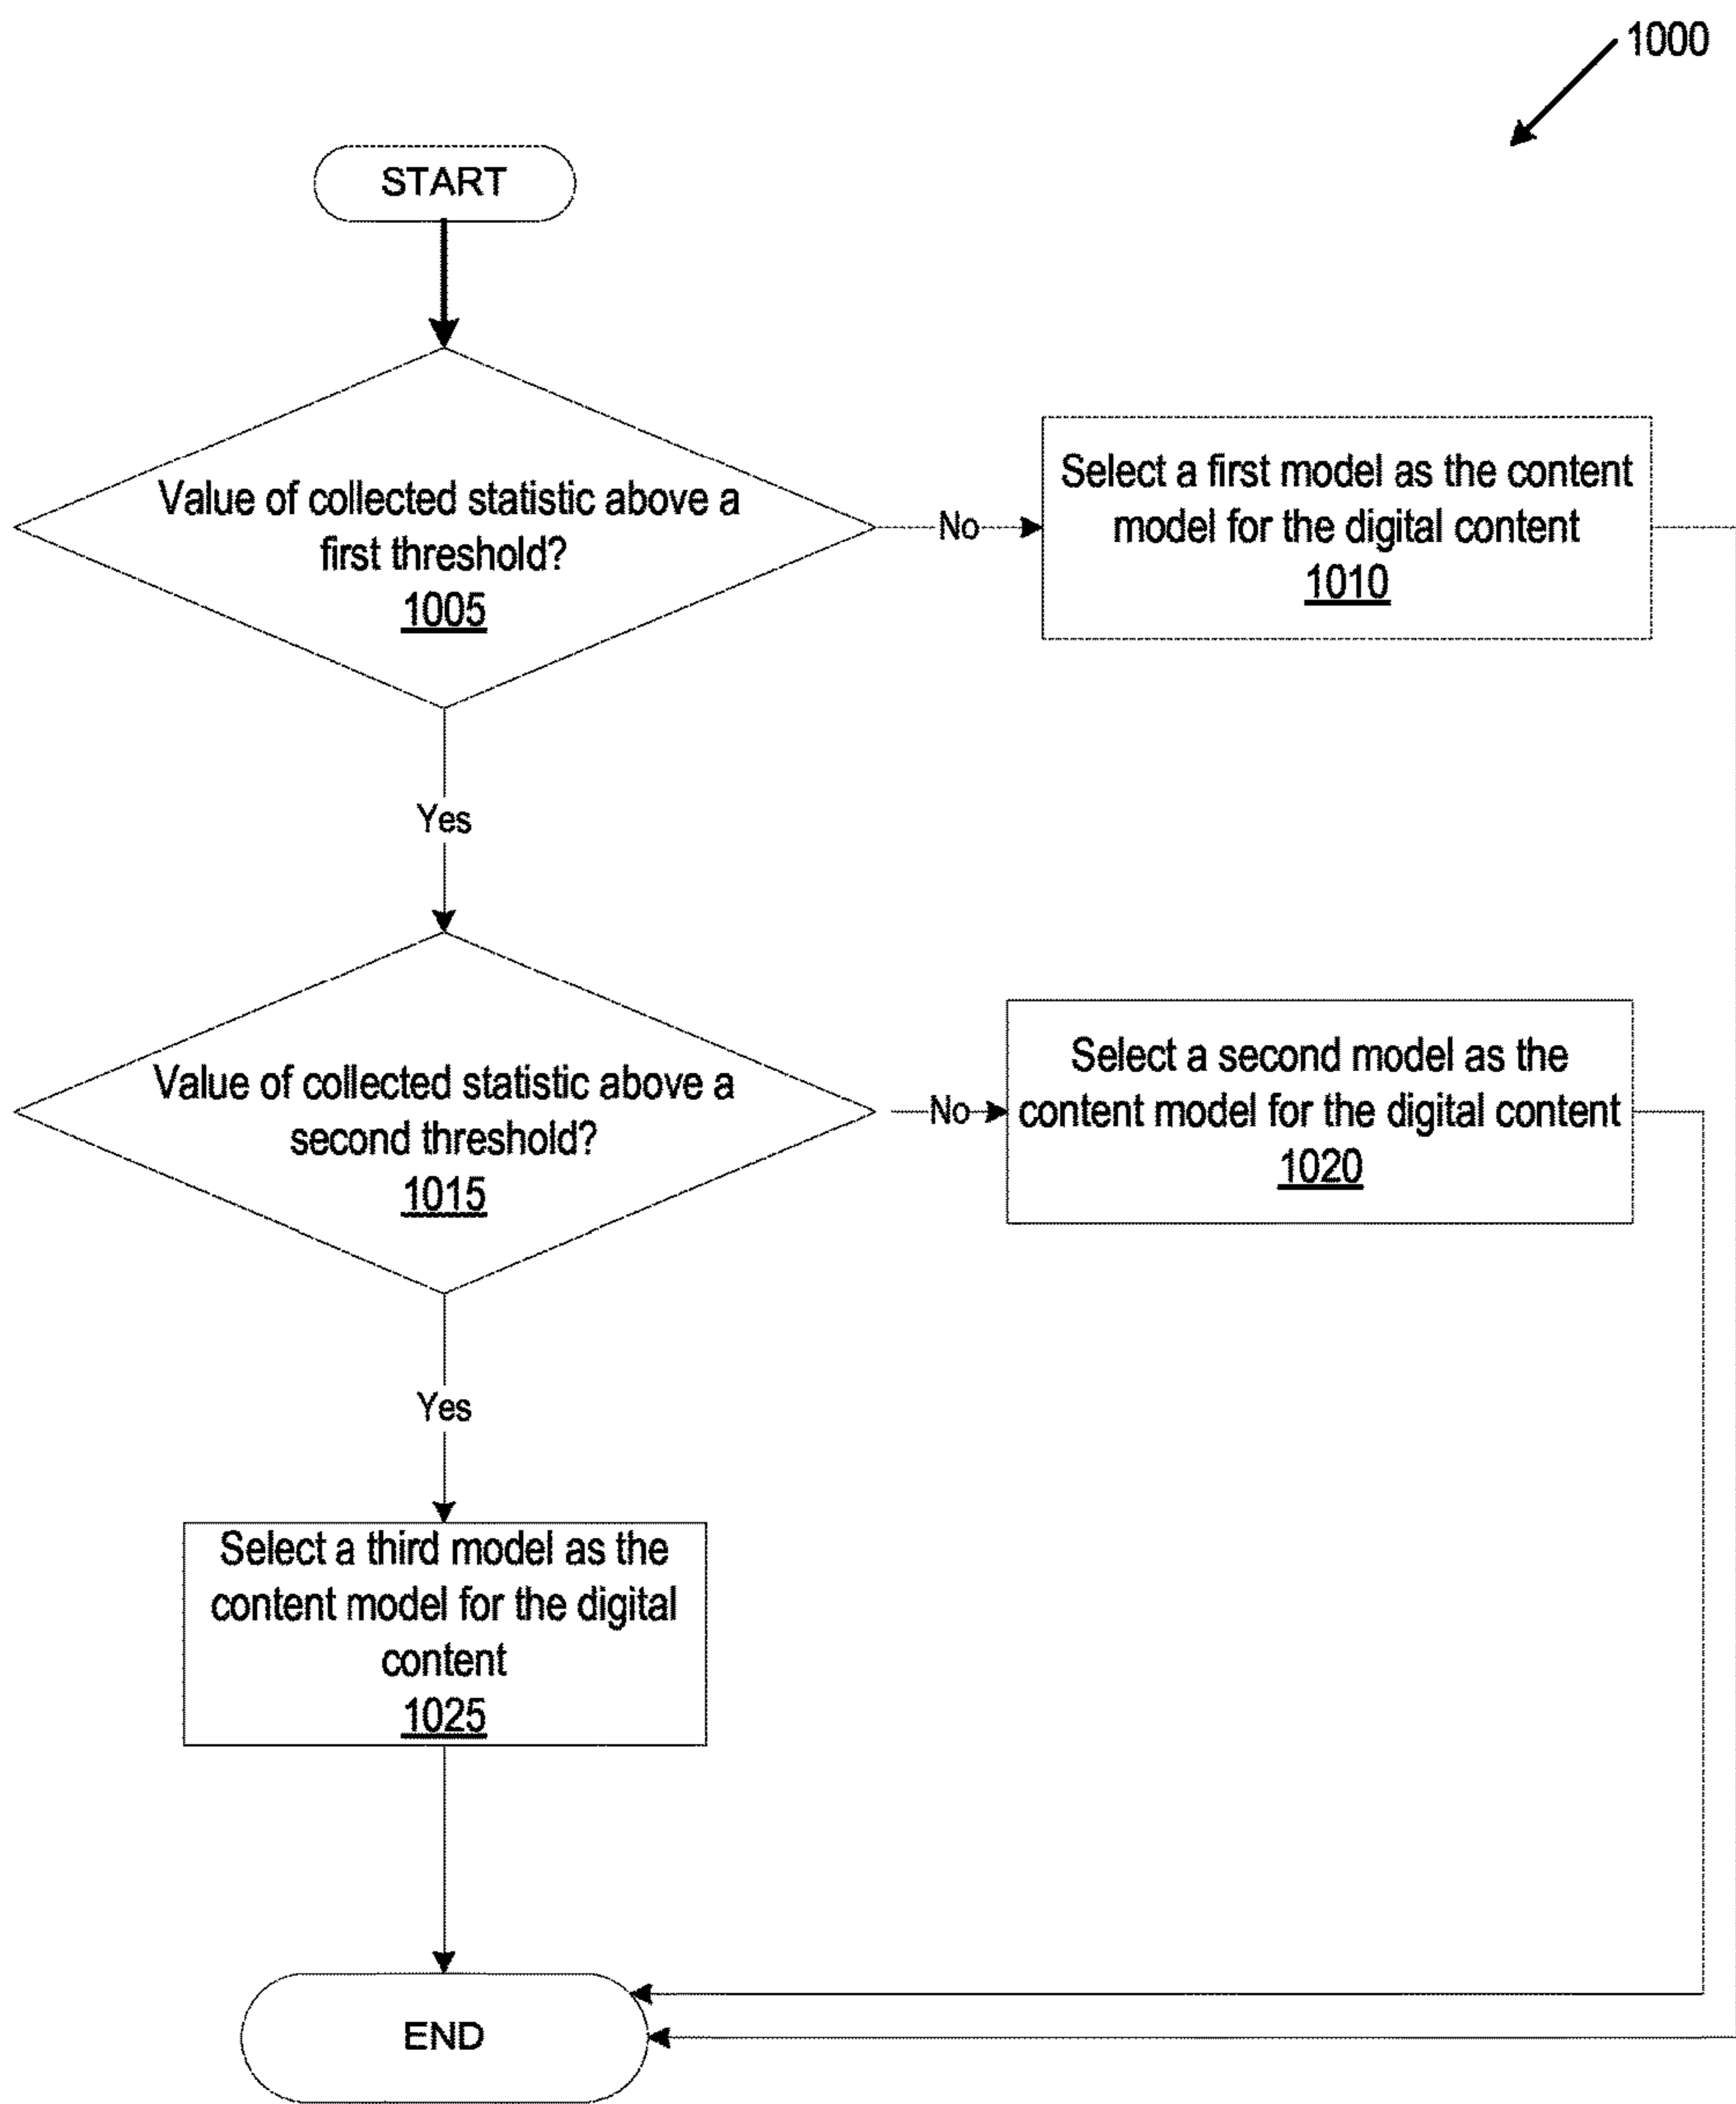 1000
START
Value of collected statistic above a
first threshold?
1005
No
Select a first model as the content
model for the digital content
1010
Yes
Value of collected statistic above a
second threshold?
1015
No
Select a second model as the
content model for the digital content
1020
Yes
Select a third model as the
content model for the digital
content
1025
END